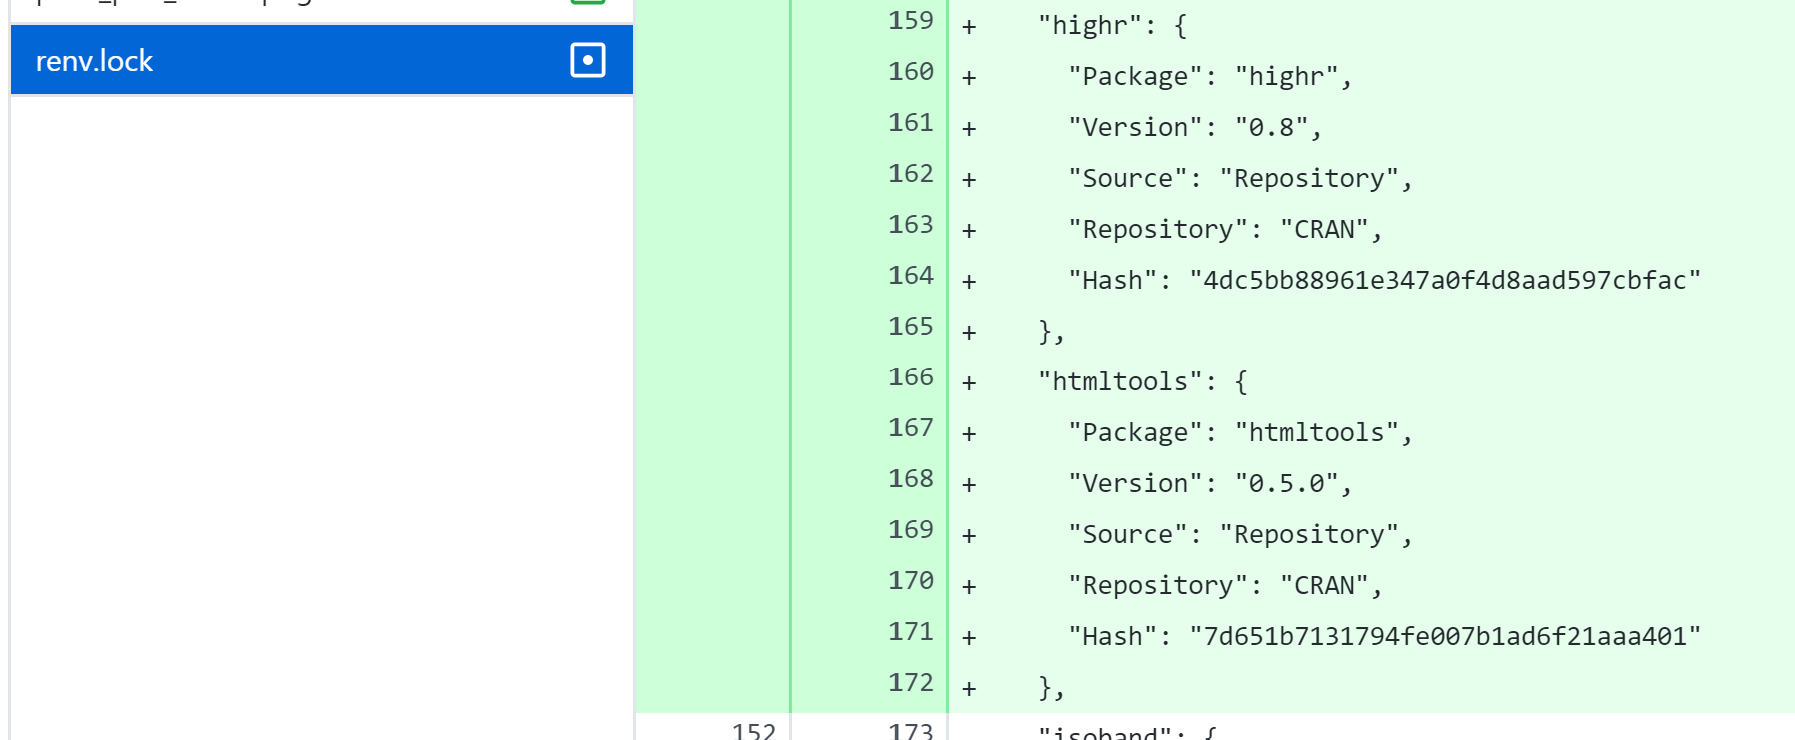 renv.lock
159 + "highr": {
160 + "Package": "highr",
161 + "Version": "0.8",
162 + "Source": "Repository",
163 + "Repository": "CRAN",
164 + "Hash": "4dc5bb88961e347a0f4d8aad597cbfac"
165 + },
166 + "htmltools": {
167 + "Package": "htmltools",
168 + "Version": "0.5.0",
169 + "Source": "Repository",
170 + "Repository": "CRAN",
171 + "Hash": "7d651b7131794fe007b1ad6f21aaa401"
172 + },
152 173 "isoband": {